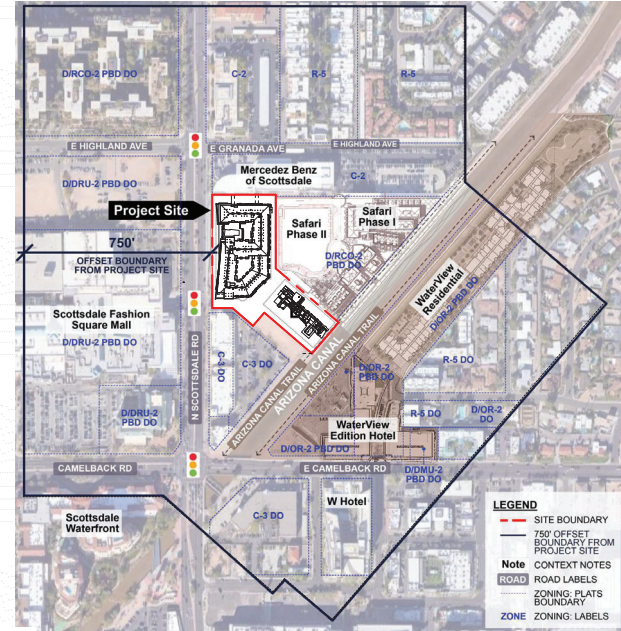 D/RCO-2 PBD DO
C-2
R-5
R-5
E HIGHLAND AVE
E GRANADA AVE
E HIGHLAND AVE
D/DRU-2 PBD DO
Mercedez Benz
of Scottsdale
C-2
Project Site
Safari
Phase II
Safari
Phase I
750'
OFFSET BOUNDARY
FROM PROJECT SITE
D/RCO-2
PBD DO
WaterView
Residential
D/OR-2 PBD DO
Scottsdale Fashion
Square Mall
D/DRU-2 PBD DO
N SCOTTSDALE RD
C-3 DO
C-3 DO
ARIZONA CANAL TRAIL
ARIZONA CANAL
ARIZONA CANAL TRAIL
R-5 DO
D/OR-2
PBD DO
D/DRU-2
PBD DO
R-5 DO
D/OR-2
DO
WaterView
Edition Hotel
D/OR-2 PBD DO
CAMELBACK RD
E CAMELBACK RD
D/DMU-2
PBD DO
Scottsdale
Waterfront
C-3 DO
W Hotel
LEGEND
SITE BOUNDARY
750' OFFSET
BOUNDARY FROM
PROJECT SITE
Note CONTEXT NOTES
ROAD ROAD LABELS
ZONING: PLATS
BOUNDARY
ZONE ZONING: LABELS